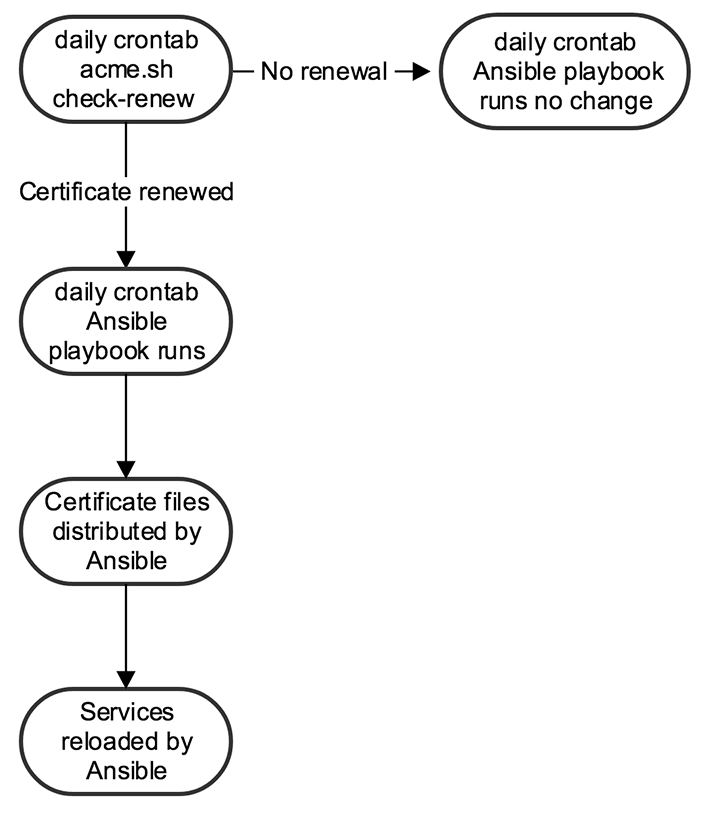 daily crontab
acme.sh
check-renew
No renewal
daily crontab
Ansible playbook
runs no change
Certificate renewed
daily crontab
Ansible
playbook runs
Certificate files
distributed by
Ansible
Services
reloaded by
Ansible